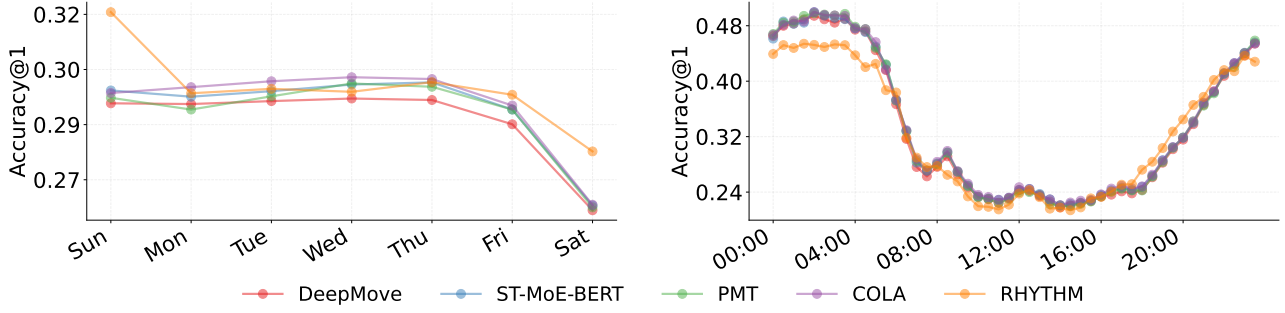 Accuracy@1
0.32
0.30
0.29
0.27
Sun
Mon
Tue
Wed
Thu
Fri
Sat
Accuracy@1
0.48
0.40
0.32
0.24
00:00
04:00
08:00
12:00
16:00
20:00
DeepMove ST-MoE-BERT PMT COLA RHYTHM